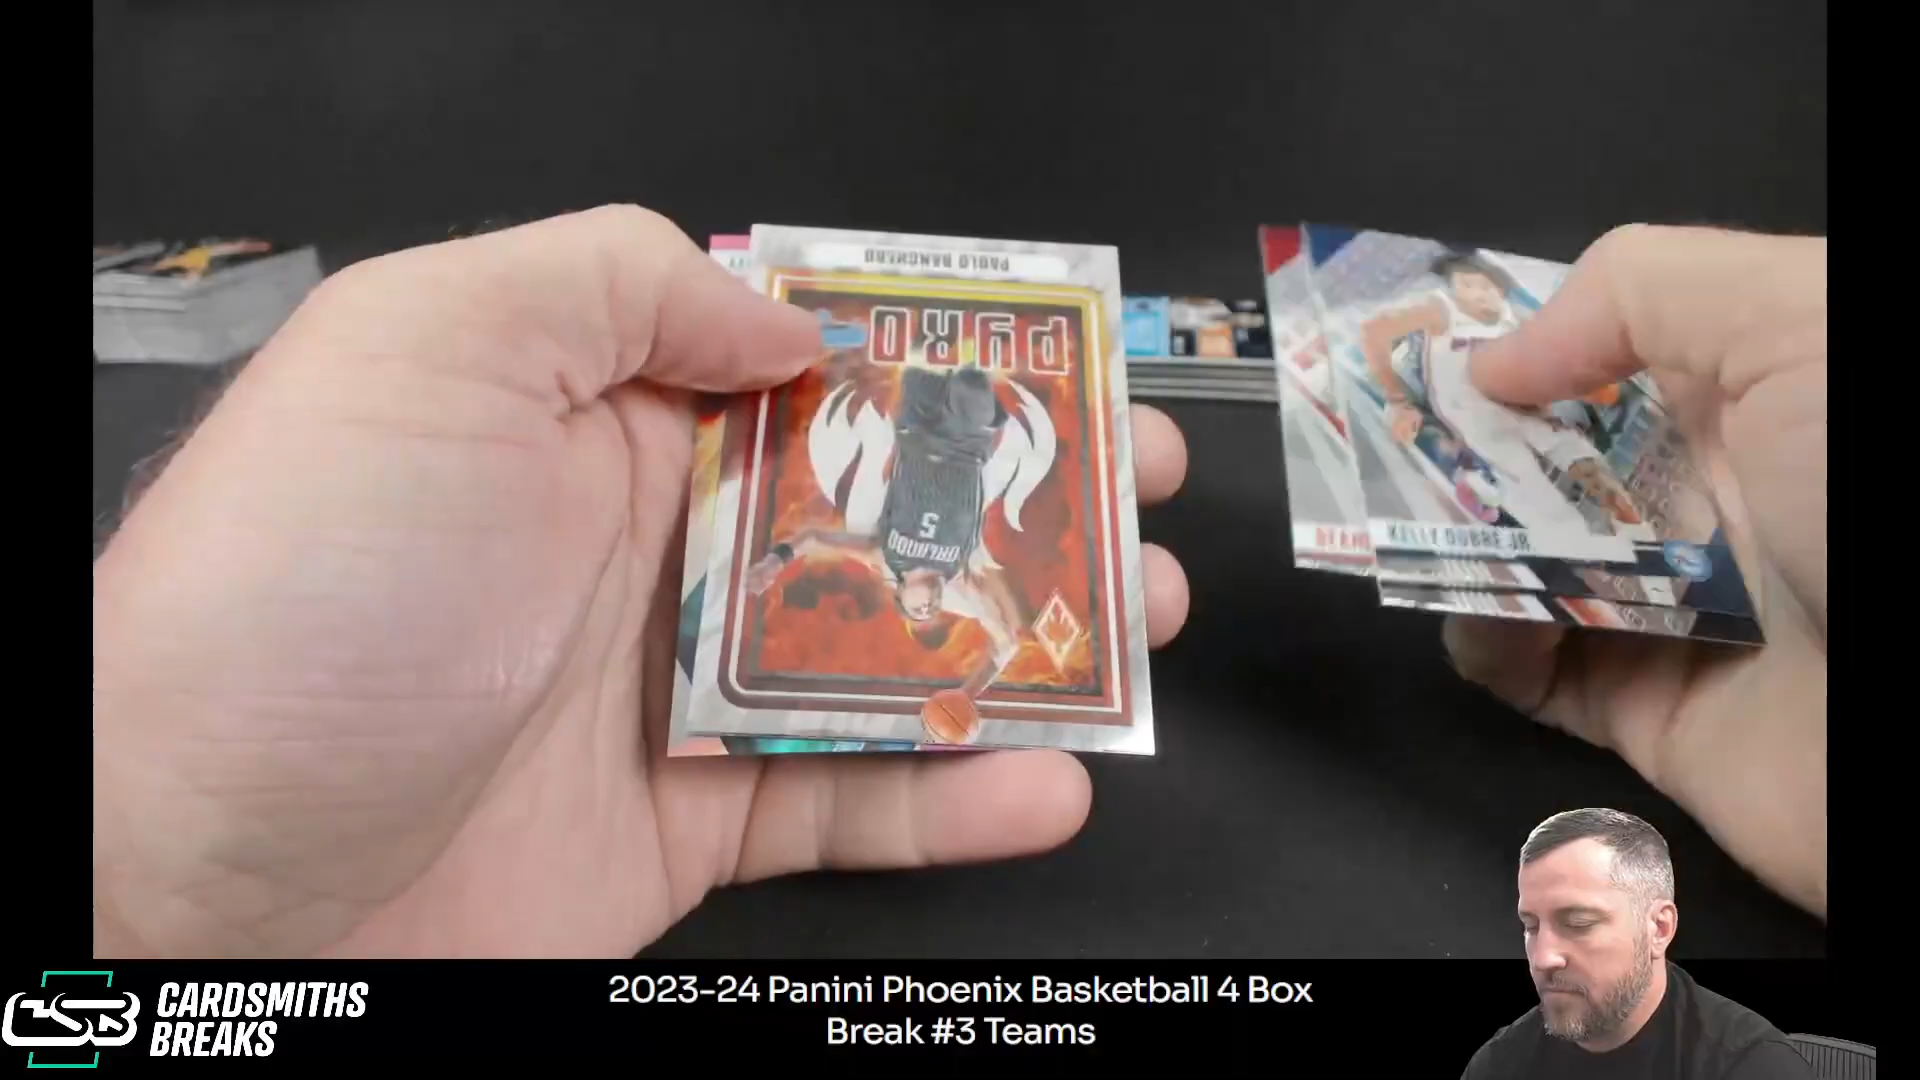 PAOLO BANCHERO
PYRO
5
ORLANDO
KELLY OUBRE JR.
CSB
CARDSMITHS
BREAKS
2023-24 Panini Phoenix Basketball 4 Box
Break #3 Teams